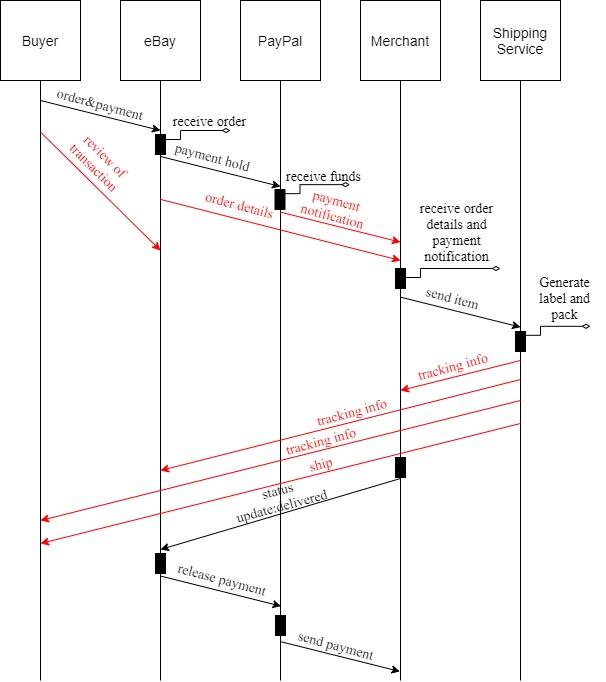 Buyer
eBay
PayPal
Merchant
Shipping
Service
order&payment
receive order
review of
transaction
payment hold
receive funds
order details
payment
notification
receive order
details and
payment
notification
send item
Generate
label and
pack
tracking info
tracking info
tracking info
ship
status
update:delivered
release payment
send payment